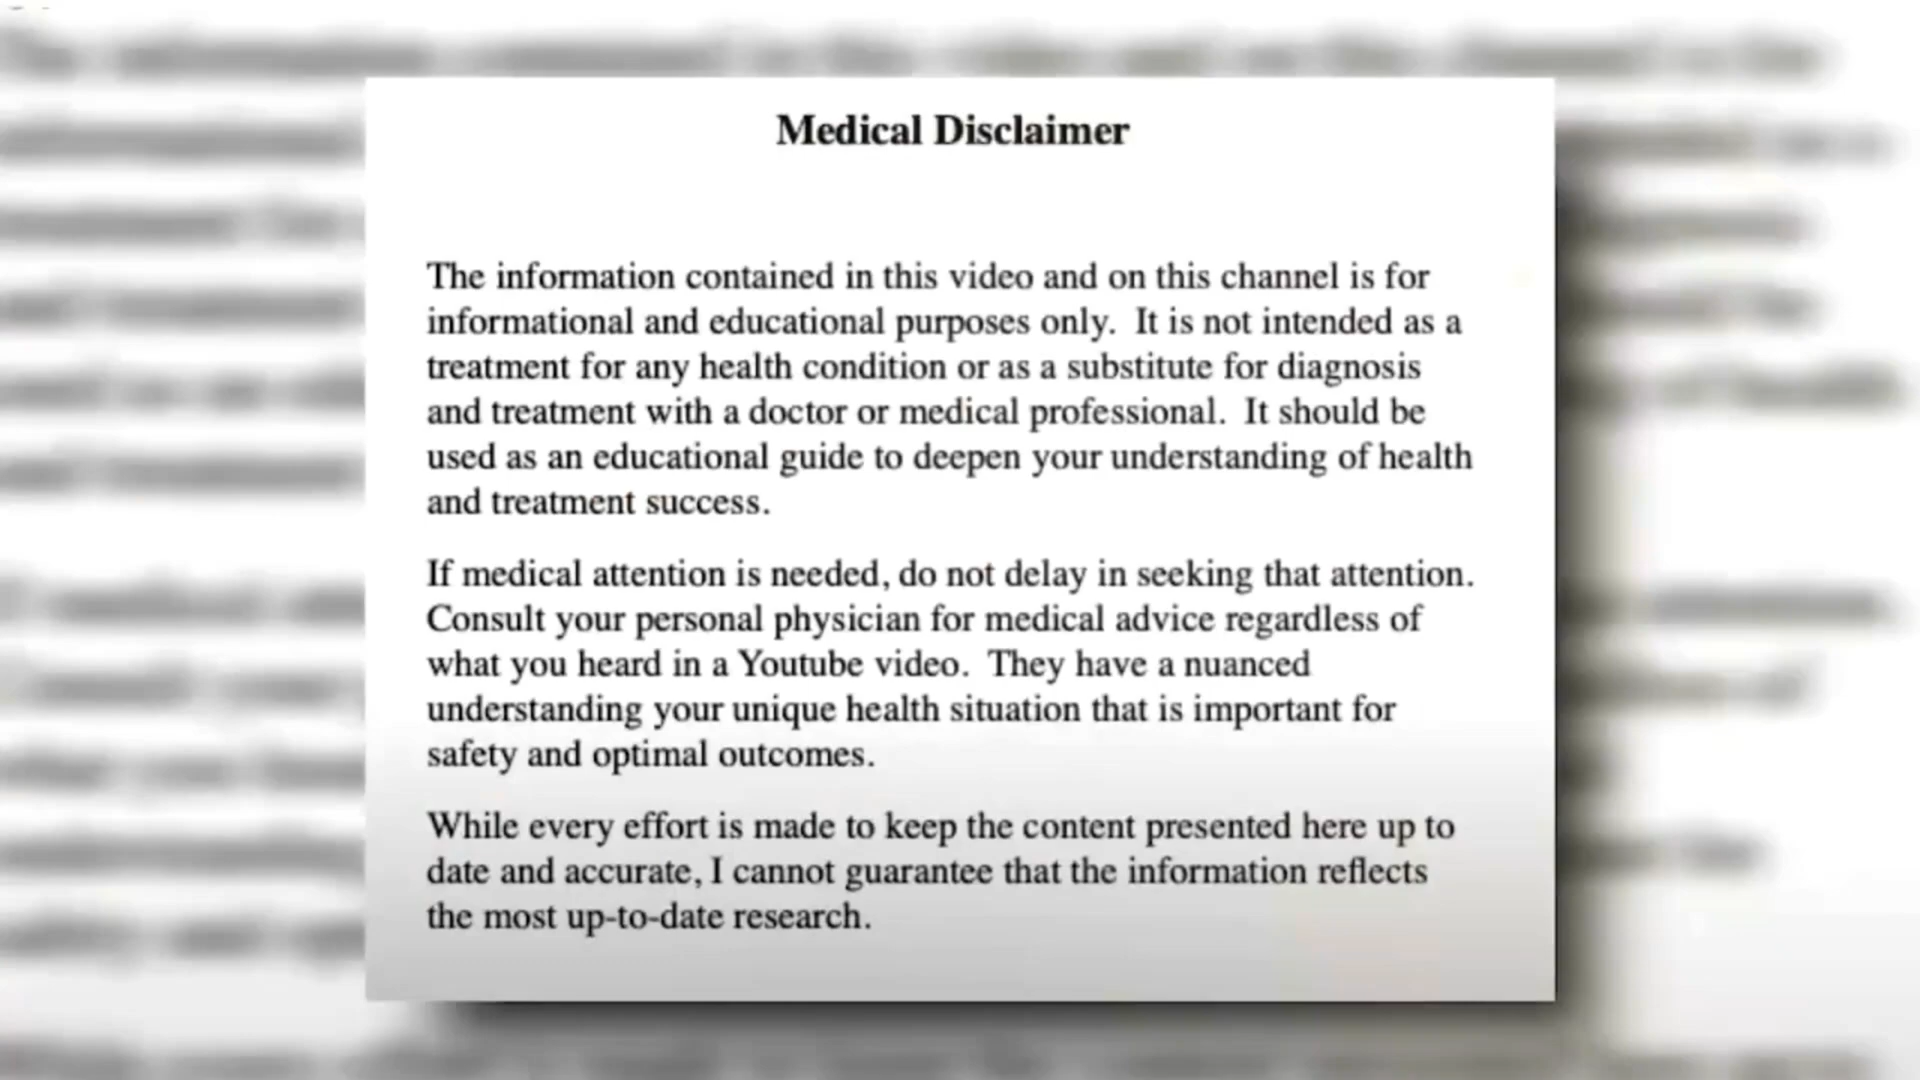 Medical Disclaimer
The information contained in this video and on this channel is for
informational and educational purposes only. It is not intended as a
treatment for any health condition or as a substitute for diagnosis
and treatment with a doctor or medical professional. It should be
used as an educational guide to deepen your understanding of health
and treatment success.
If medical attention is needed, do not delay in seeking that attention.
Consult your personal physician for medical advice regardless of
what you heard in a Youtube video. They have a nuanced
understanding your unique health situation that is important for
safety and optimal outcomes.
While every effort is made to keep the content presented here up to
date and accurate, I cannot guarantee that the information reflects
the most up-to-date research.